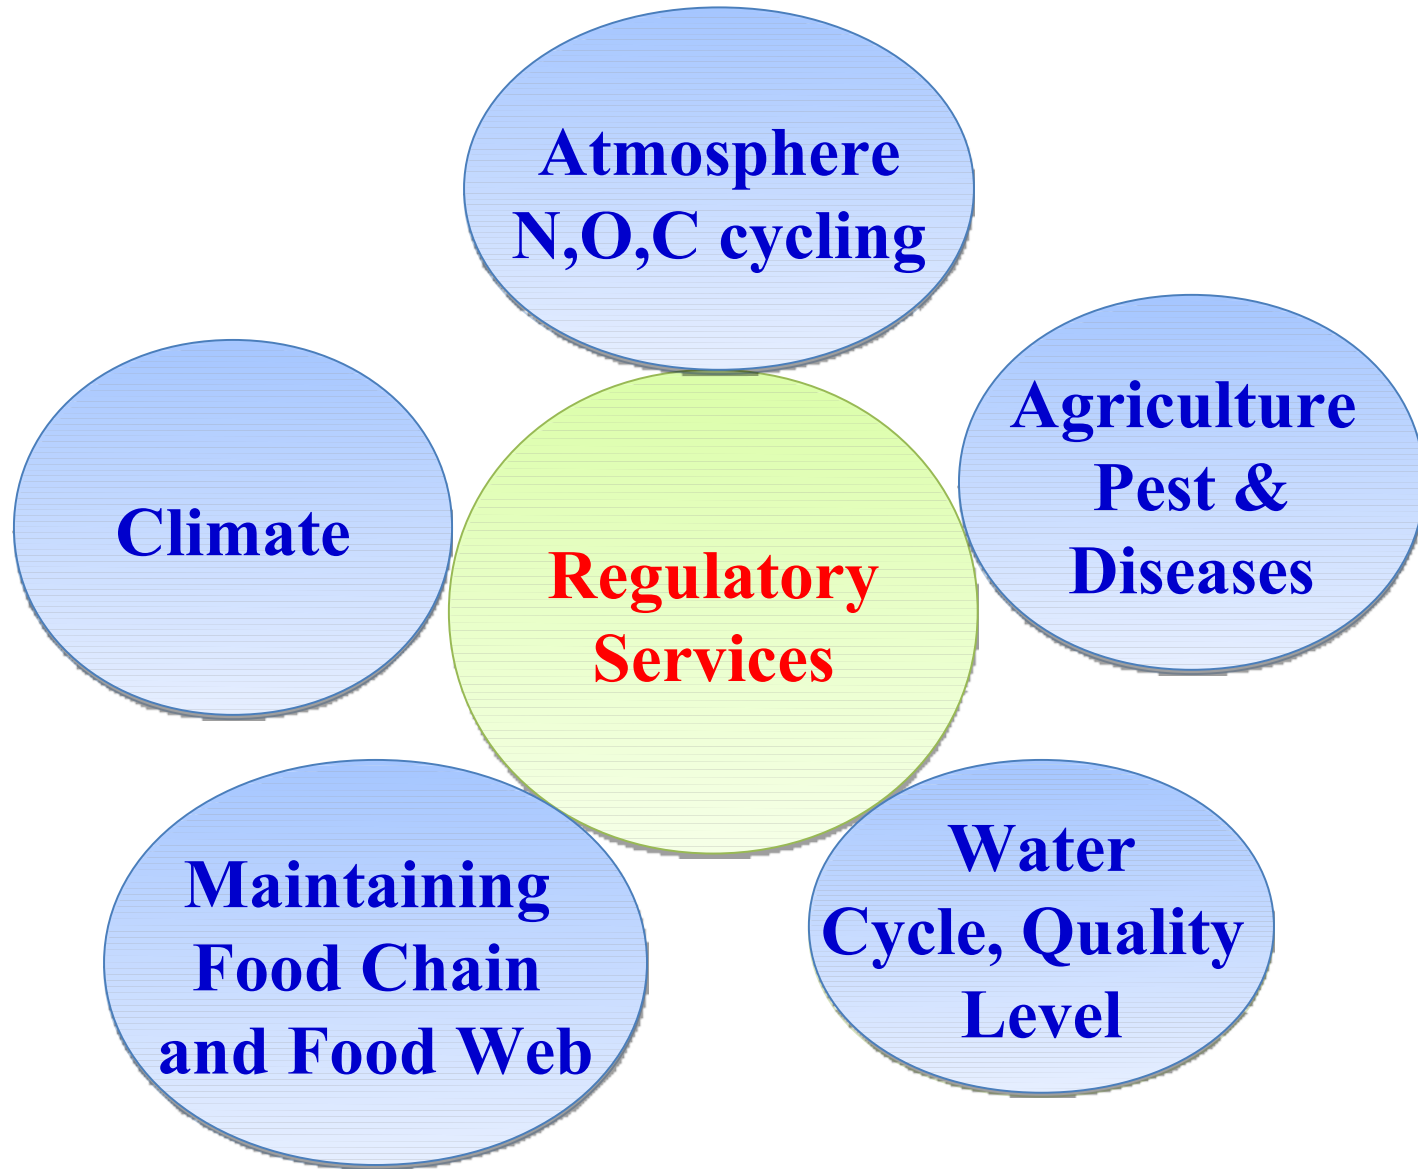 Atmosphere
N,O,C cycling
Agriculture
Pest &
Diseases
Climate
Regulatory
Services
Water
Cycle, Quality
Level
Maintaining
Food Chain
and Food Web